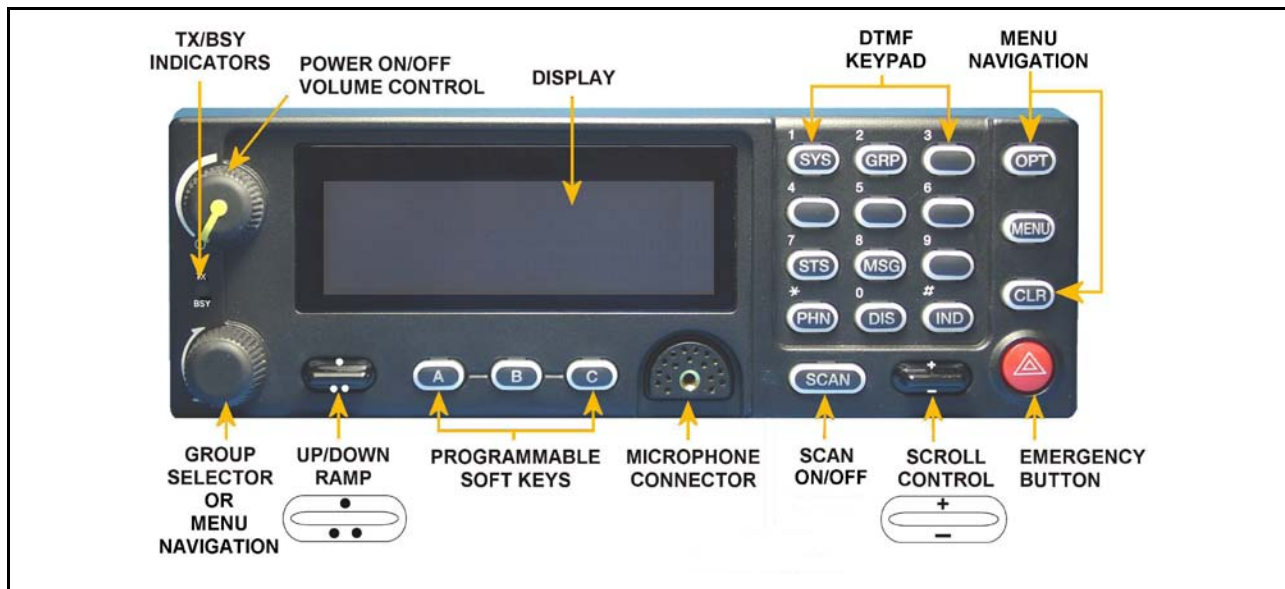 TX/BSY
INDICATORS
POWER ON/OFF
VOLUME CONTROL
DISPLAY
DTMF
KEYPAD
MENU
NAVIGATION
1 2 3
SYS GRP
OPT
4 5 6
MENU
7 8 9
STS MSG
CLR
* 0 #
PHN DIS IND
TX
BSY
A B C
SCAN
+
−
GROUP
SELECTOR
OR
MENU
NAVIGATION
UP/DOWN
RAMP
PROGRAMMABLE
SOFT KEYS
MICROPHONE
CONNECTOR
SCAN
ON/OFF
SCROLL
CONTROL
+
−
EMERGENCY
BUTTON